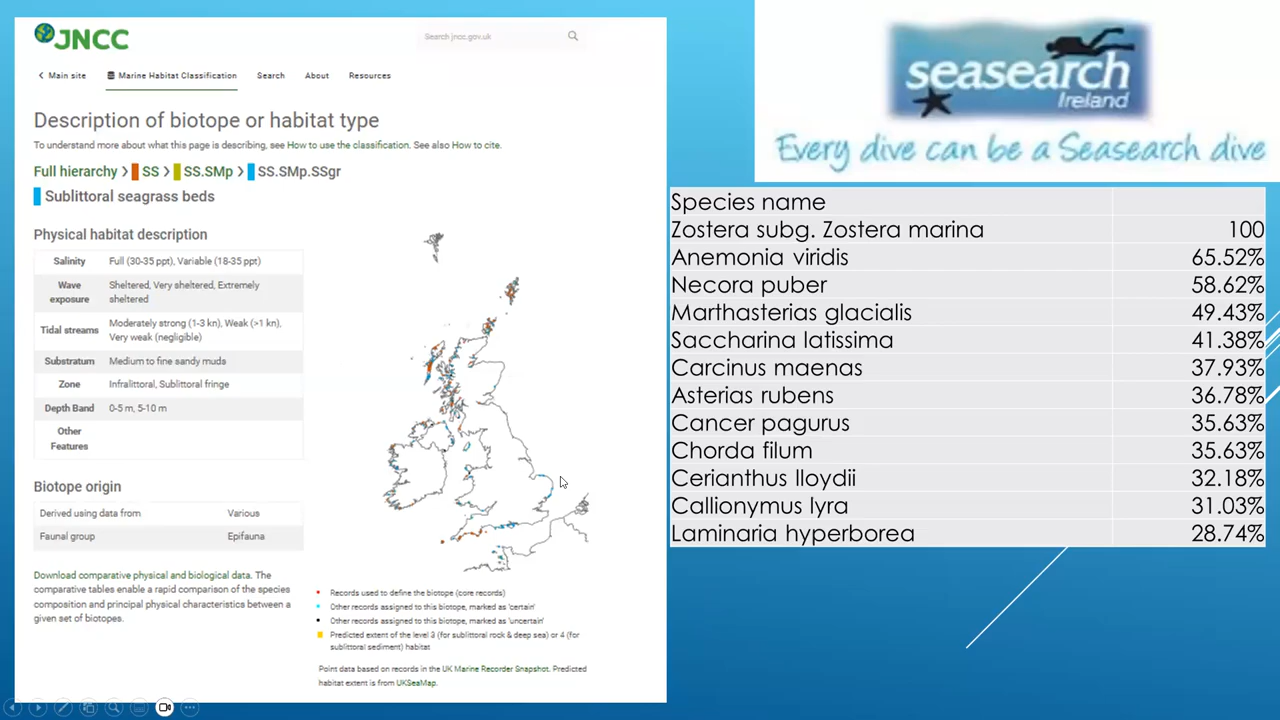 JNCC
Search jncc.gov.uk
Main site
Marine Habitat Classification
Search
About
Resources
Description of biotope or habitat type
To understand more about what this page is describing, see How to use the classification. See also How to cite.
Full hierarchy > SS > SS.SMp > SS.SMp.SSgr
Sublittoral seagrass beds
Physical habitat description
Salinity Full (30-35 ppt), Variable (18-35 ppt)
Wave exposure Sheltered, Very sheltered, Extremely sheltered
Tidal streams Moderately strong (1-3 kn), Weak (>1 kn), Very weak (negligible)
Substratum Medium to fine sandy muds
Zone Infralittoral, Sublittoral fringe
Depth Band 0-5 m, 5-10 m
Other Features
Biotope origin
Derived using data from Various
Faunal group Epifauna
Download comparative physical and biological data. The
comparative tables enable a rapid comparison of the species
composition and principal physical characteristics between a
given set of biotopes.
Records used to define the biotope (core records)
Other records assigned to this biotope, marked as 'certain'
Other records assigned to this biotope, marked as 'uncertain'
Predicted extent of the level 3 (for sublittoral rock & deep sea) or 4 (for
sublittoral sediment) habitat
Point data based on records in the UK Marine Recorder Snapshot. Predicted
habitat extent is from UKSeaMap.
seasearch
Ireland
Every dive can be a Seasearch dive
Species name
Zostera subg. Zostera marina 100
Anemonia viridis 65.52%
Necora puber 58.62%
Marthasterias glacialis 49.43%
Saccharina latissima 41.38%
Carcinus maenas 37.93%
Asterias rubens 36.78%
Cancer pagurus 35.63%
Chorda filum 35.63%
Cerianthus lloydii 32.18%
Callionymus lyra 31.03%
Laminaria hyperborea 28.74%